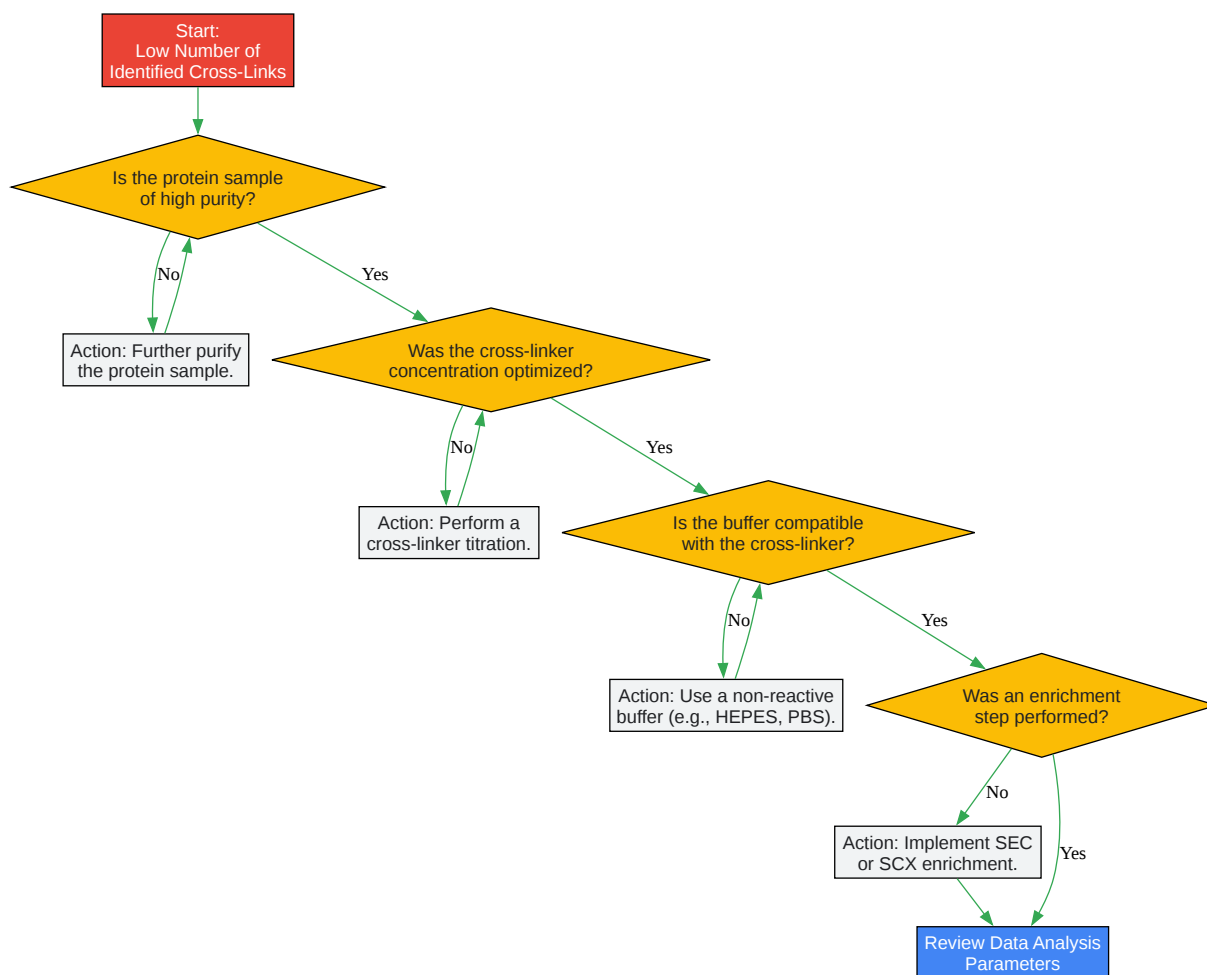 Start:
Low Number of
Identified Cross-Links
Is the protein sample
of high purity?
No
Yes
Action: Further purify
the protein sample.
Was the cross-linker
concentration optimized?
No
Yes
Action: Perform a
cross-linker titration.
Is the buffer compatible
with the cross-linker?
No
Yes
Action: Use a non-reactive
buffer (e.g., HEPES, PBS).
Was an enrichment
step performed?
No
Yes
Action: Implement SEC
or SCX enrichment.
Review Data Analysis
Parameters